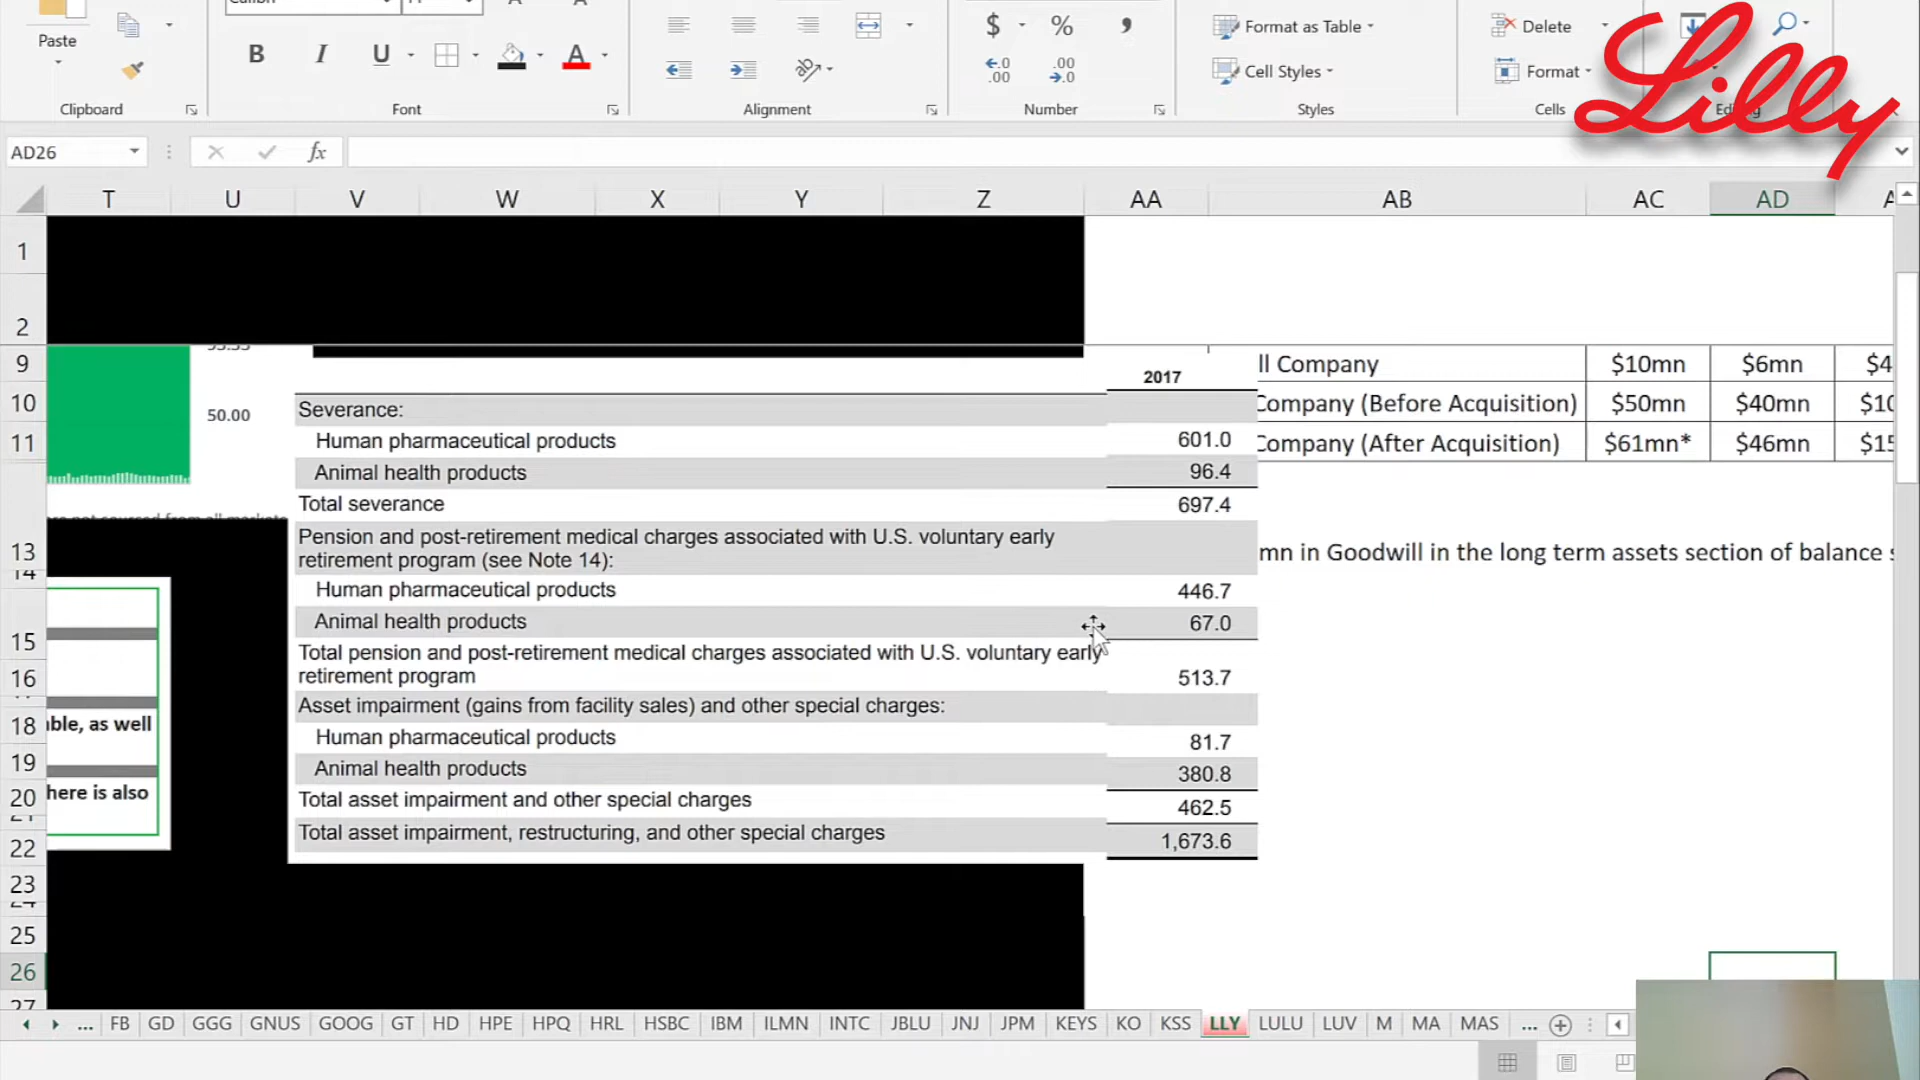 Paste
B I U A
$ % ,
Format as Table
Cell Styles
Delete
Format
Lilly
Clipboard
Font
Alignment
Number
Styles
Cells
AD26
fx
T U V W X Y Z AA AB AC AD
1
2
9
10
11
13
15
16
18
19
20
22
23
25
26
50.00
able, as well
here is also
2017
Severance:
Human pharmaceutical products 601.0
Animal health products 96.4
Total severance 697.4
Pension and post-retirement medical charges associated with U.S. voluntary early
retirement program (see Note 14):
Human pharmaceutical products 446.7
Animal health products 67.0
Total pension and post-retirement medical charges associated with U.S. voluntary early
retirement program 513.7
Asset impairment (gains from facility sales) and other special charges:
Human pharmaceutical products 81.7
Animal health products 380.8
Total asset impairment and other special charges 462.5
Total asset impairment, restructuring, and other special charges 1,673.6
ll Company $10mn $6mn $4
Company (Before Acquisition) $50mn $40mn $10
Company (After Acquisition) $61mn* $46mn $15
mn in Goodwill in the long term assets section of balance s
... FB GD GGG GNUS GOOG GT HD HPE HPQ HRL HSBC IBM ILMN INTC JBLU JNJ JPM KEYS KO KSS LLY LULU LUV M MA MAS ...